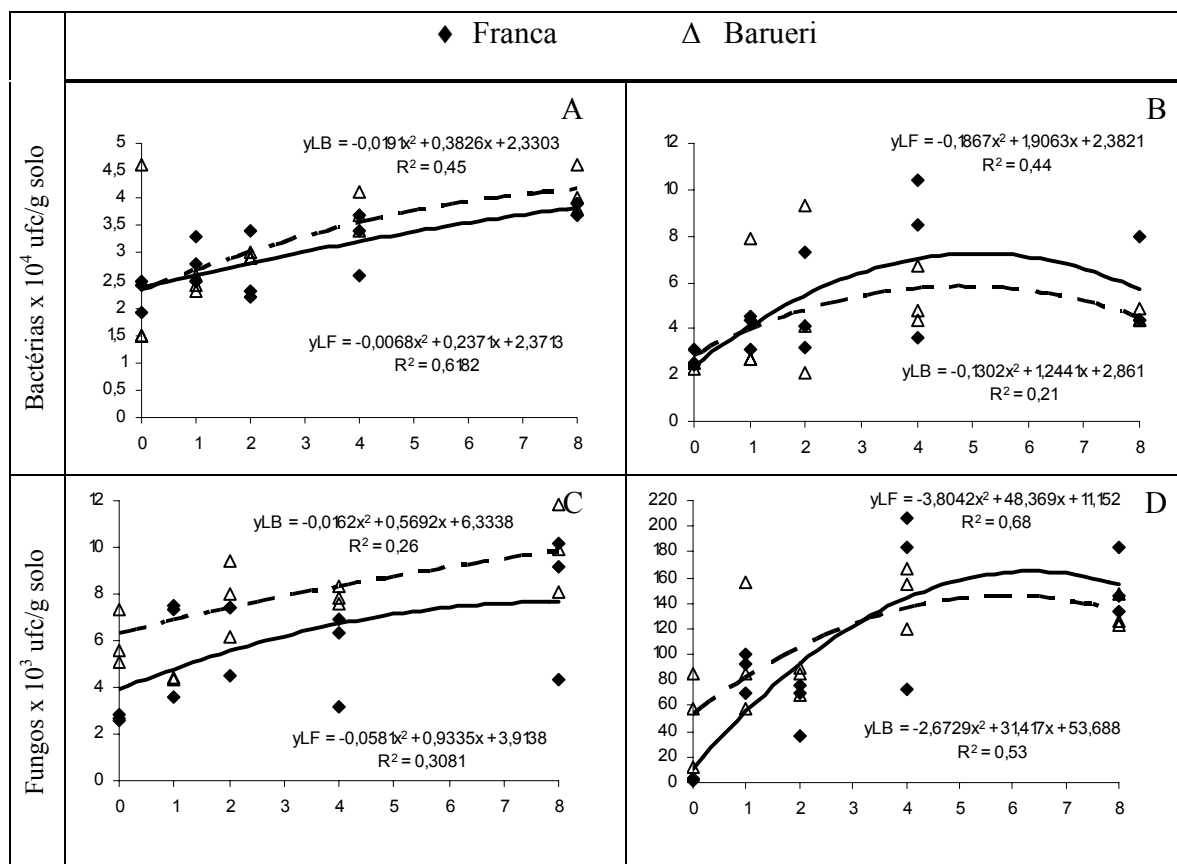 ♦ Franca Δ Barueri
Bactérias x 10⁴ ufc/g solo
A
yLB = -0,0191x² + 0,3826x + 2,3303
R² = 0,45
5
4,5
4
3,5
3
2,5
2
1,5
1
0,5
0
yLF = -0,0068x² + 0,2371x + 2,3713
R² = 0,6182
0 1 2 3 4 5 6 7 8
B
yLF = -0,1867x² + 1,9063x + 2,3821
R² = 0,44
12
10
8
6
4
2
0
yLB = -0,1302x² + 1,2441x + 2,861
R² = 0,21
0 1 2 3 4 5 6 7 8
Fungos x 10³ ufc/g solo
C
yLB = -0,0162x² + 0,5692x + 6,3338
R² = 0,26
12
10
8
6
4
2
0
yLF = -0,0581x² + 0,9335x + 3,9138
R² = 0,3081
0 1 2 3 4 5 6 7 8
D
yLF = -3,8042x² + 48,369x + 11,152
R² = 0,68
220
200
180
160
140
120
100
80
60
40
20
0
yLB = -2,6729x² + 31,417x + 53,688
R² = 0,53
0 1 2 3 4 5 6 7 8